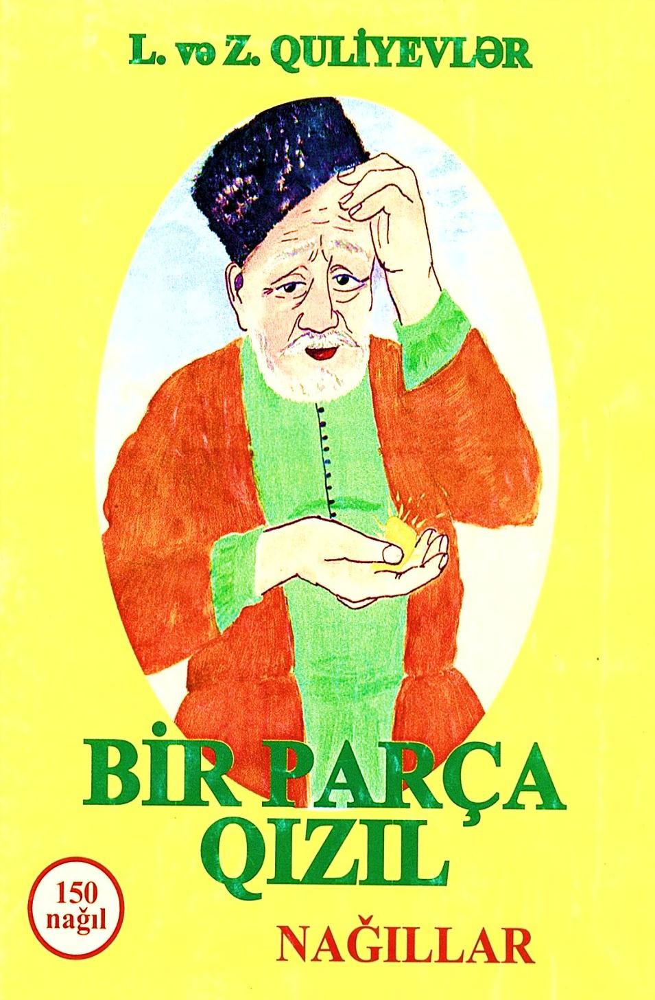 L. və Z. QULİYEVLƏR
BİR PARÇA
QIZIL
150
nağıl
NAĞILLAR